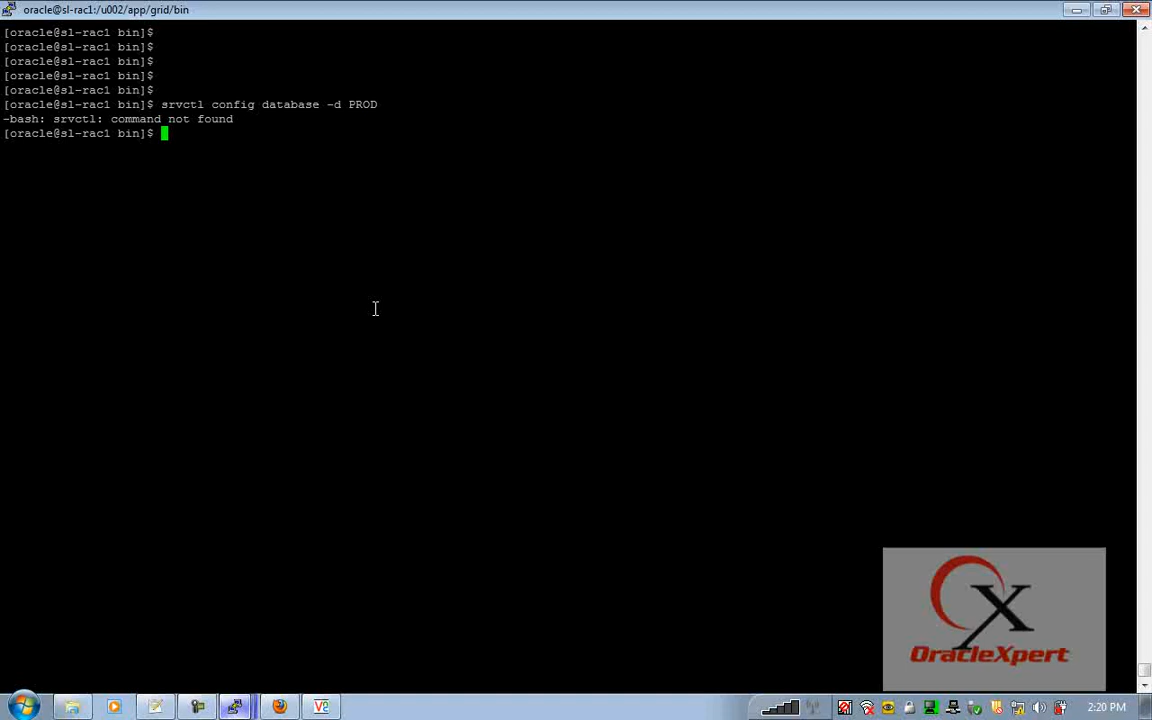 oracle@sl-rac1:/u002/app/grid/bin
[oracle@sl-rac1 bin]$
[oracle@sl-rac1 bin]$
[oracle@sl-rac1 bin]$
[oracle@sl-rac1 bin]$
[oracle@sl-rac1 bin]$
[oracle@sl-rac1 bin]$ srvctl config database -d PROD
-bash: srvctl: command not found
[oracle@sl-rac1 bin]$
X
OracleXpert
V2
2:20 PM